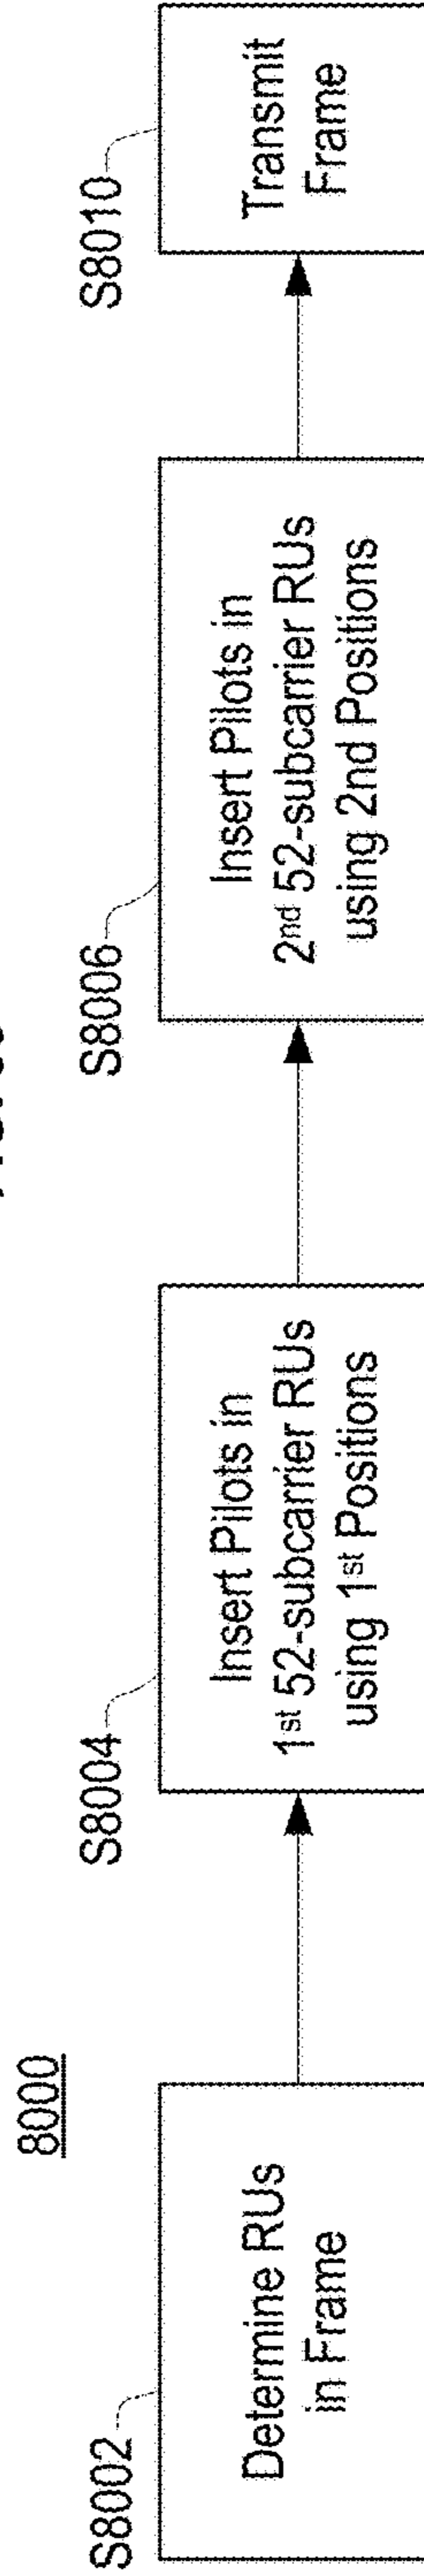 8000
S8002
Determine RUs
in Frame
S8004
Insert Pilots in
1st 52-subcarrier RUs
using 1st Positions
S8006
Insert Pilots in
2nd 52-subcarrier RUs
using 2nd Positions
S8010
Transmit
Frame